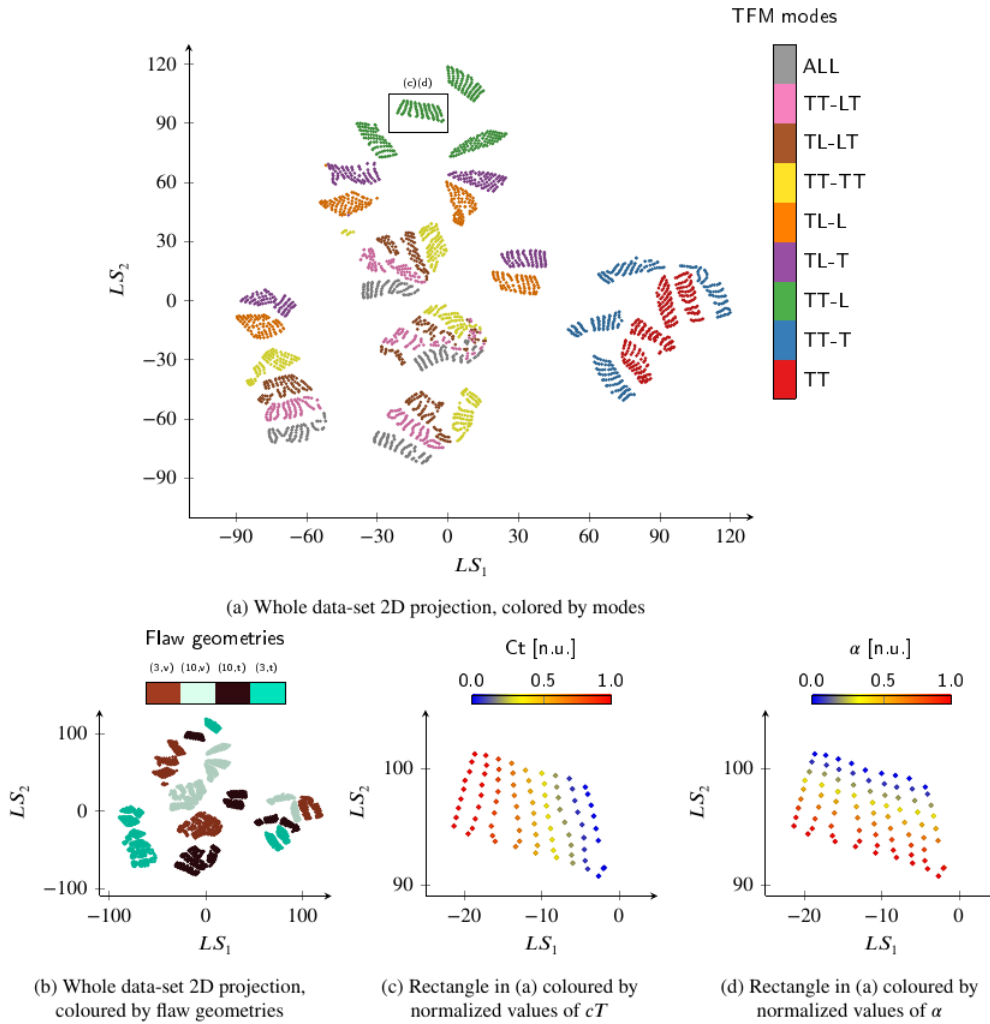 TFM modes
ALL
TT-LT
TL-LT
TT-TT
TL-L
TL-T
TT-L
TT-T
TT
(c)(d)
120
90
60
30
0
−30
−60
−90
LS₂
−90 −60 −30 0 30 60 90 120
LS₁
(a) Whole data-set 2D projection, colored by modes
Flaw geometries
(3,v) (10,v) (10,t) (3,t)
100
0
−100
LS₂
−100 0 100
LS₁
(b) Whole data-set 2D projection,
coloured by flaw geometries
Ct [n.u.]
0.0 0.5 1.0
100
90
LS₂
−20 −10 0
LS₁
(c) Rectangle in (a) coloured by
normalized values of cT
α [n.u.]
0.0 0.5 1.0
100
90
LS₂
−20 −10 0
LS₁
(d) Rectangle in (a) coloured by
normalized values of α